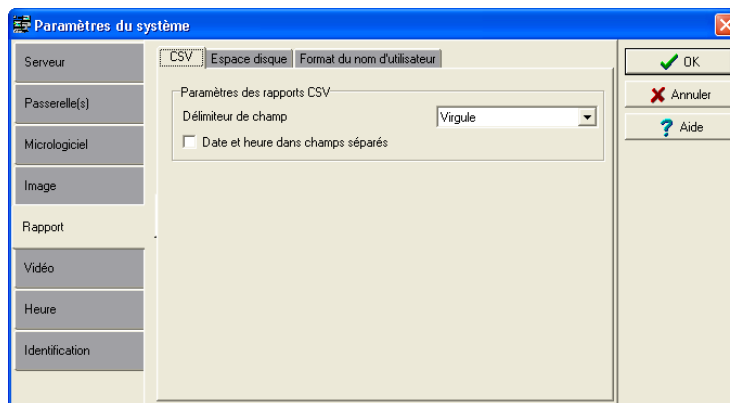 Paramètres du système
Serveur
Passerelle(s)
Micrologiciel
Image
Rapport
Vidéo
Heure
Identification
CSV
Espace disque
Format du nom d'utilisateur
Paramètres des rapports CSV
Délimiteur de champ
Virgule
Date et heure dans champs séparés
OK
Annuler
Aide